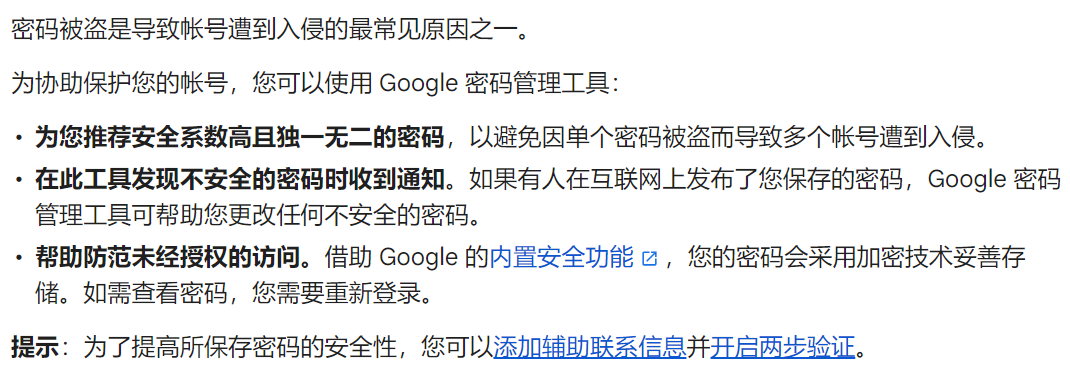 密码被盗是导致帐号遭到入侵的最常见原因之一。
为协助保护您的帐号，您可以使用 Google 密码管理工具：
• 为您推荐安全系数高且独一无二的密码，以避免因单个密码被盗而导致多个帐号遭到入侵。
• 在此工具发现不安全的密码时收到通知。如果有人在互联网上发布了您保存的密码，Google 密码
管理工具可帮助您更改任何不安全的密码。
• 帮助防范未经授权的访问。借助 Google 的内置安全功能 ，您的密码会采用加密技术妥善存
储。如需查看密码，您需要重新登录。
提示：为了提高所保存密码的安全性，您可以添加辅助联系信息并开启两步验证。